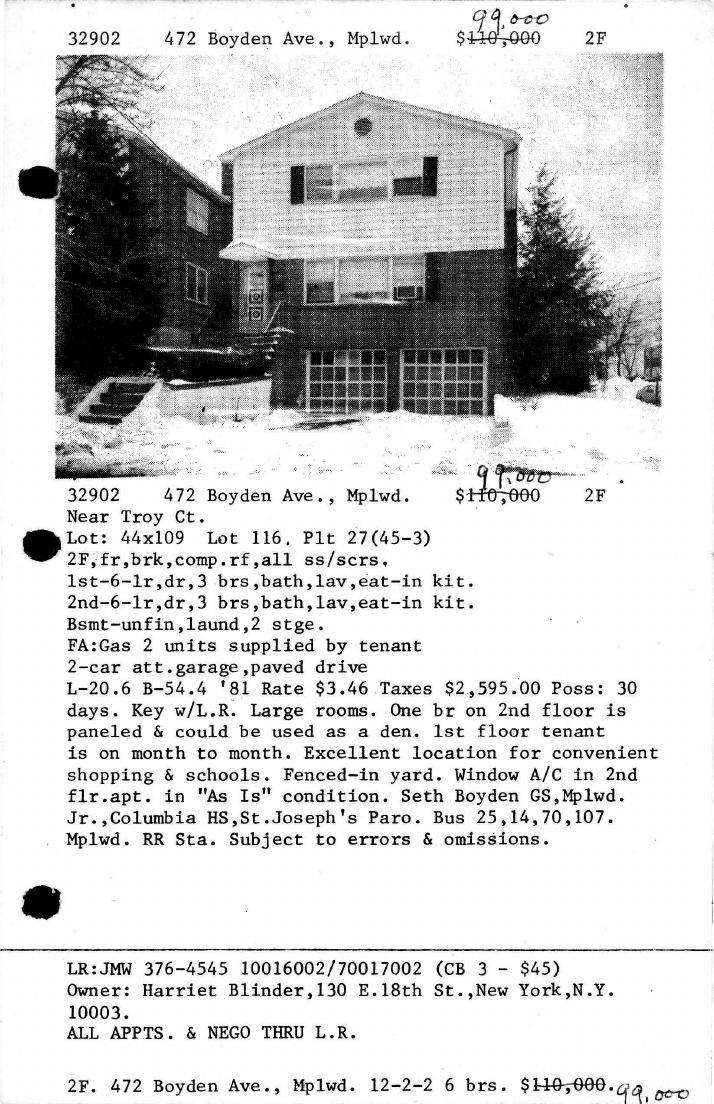 99,000
32902 472 Boyden Ave., Mplwd. $110,000 2F
99,000
32902 472 Boyden Ave., Mplwd. $110,000 2F
Near Troy Ct.
Lot: 44x109 Lot 116. Plt 27(45-3)
2F,fr,brk,comp.rf,all ss/scrs.
1st-6-lr,dr,3 brs,bath,lav,eat-in kit.
2nd-6-lr,dr,3 brs,bath,lav,eat-in kit.
Bsmt-unfin,laund,2 stge.
FA:Gas 2 units supplied by tenant
2-car att.garage,paved drive
L-20.6 B-54.4 '81 Rate $3.46 Taxes $2,595.00 Poss: 30
days. Key w/L.R. Large rooms. One br on 2nd floor is
paneled & could be used as a den. 1st floor tenant
is on month to month. Excellent location for convenient
shopping & schools. Fenced-in yard. Window A/C in 2nd
flr.apt. in "As Is" condition. Seth Boyden GS,Mplwd.
Jr.,Columbia HS,St.Joseph's Paro. Bus 25,14,70,107.
Mplwd. RR Sta. Subject to errors & omissions.
LR:JMW 376-4545 10016002/70017002 (CB 3 - $45)
Owner: Harriet Blinder,130 E.18th St.,New York,N.Y.
10003.
ALL APPTS. & NEGO THRU L.R.
2F. 472 Boyden Ave., Mplwd. 12-2-2 6 brs. $110,000. 99,000